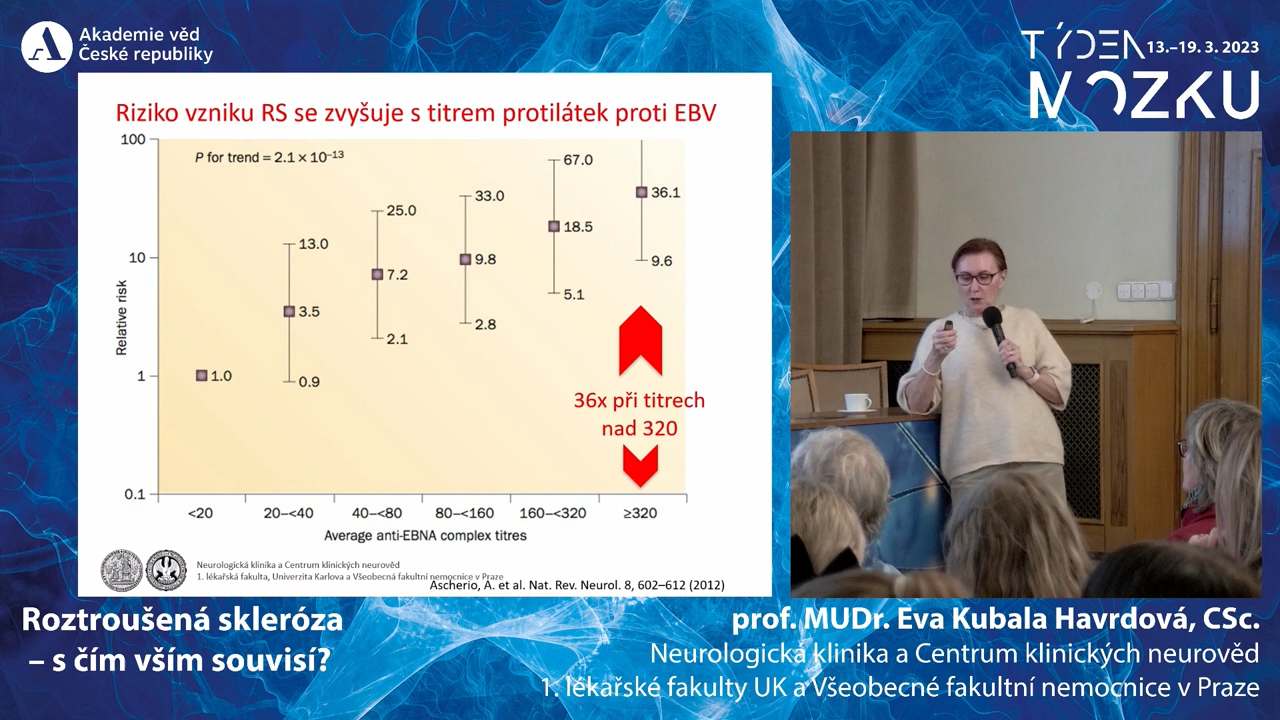 Akademie věd
České republiky
TÝDEN 13.–19. 3. 2023
MOZKU
Riziko vzniku RS se zvyšuje s titrem protilátek proti EBV
P for trend = 2.1 × 10⁻¹³
Relative risk
100
10
1
0.1
1.0
13.0
3.5
0.9
25.0
7.2
2.1
33.0
9.8
2.8
67.0
18.5
5.1
36.1
9.6
36x při titrech
nad 320
<20
20–<40
40–<80
80–<160
160–<320
≥320
Average anti-EBNA complex titres
Neurologická klinika a Centrum klinických neurověd
1. lékařská fakulta, Univerzita Karlova a Všeobecná fakultní nemocnice v Praze
Ascherio, A. et al. Nat. Rev. Neurol. 8, 602–612 (2012)
Roztroušená skleróza
– s čím vším souvisí?
prof. MUDr. Eva Kubala Havrdová, CSc.
Neurologická klinika a Centrum klinických neurověd
1. lékařské fakulty UK a Všeobecné fakultní nemocnice v Praze